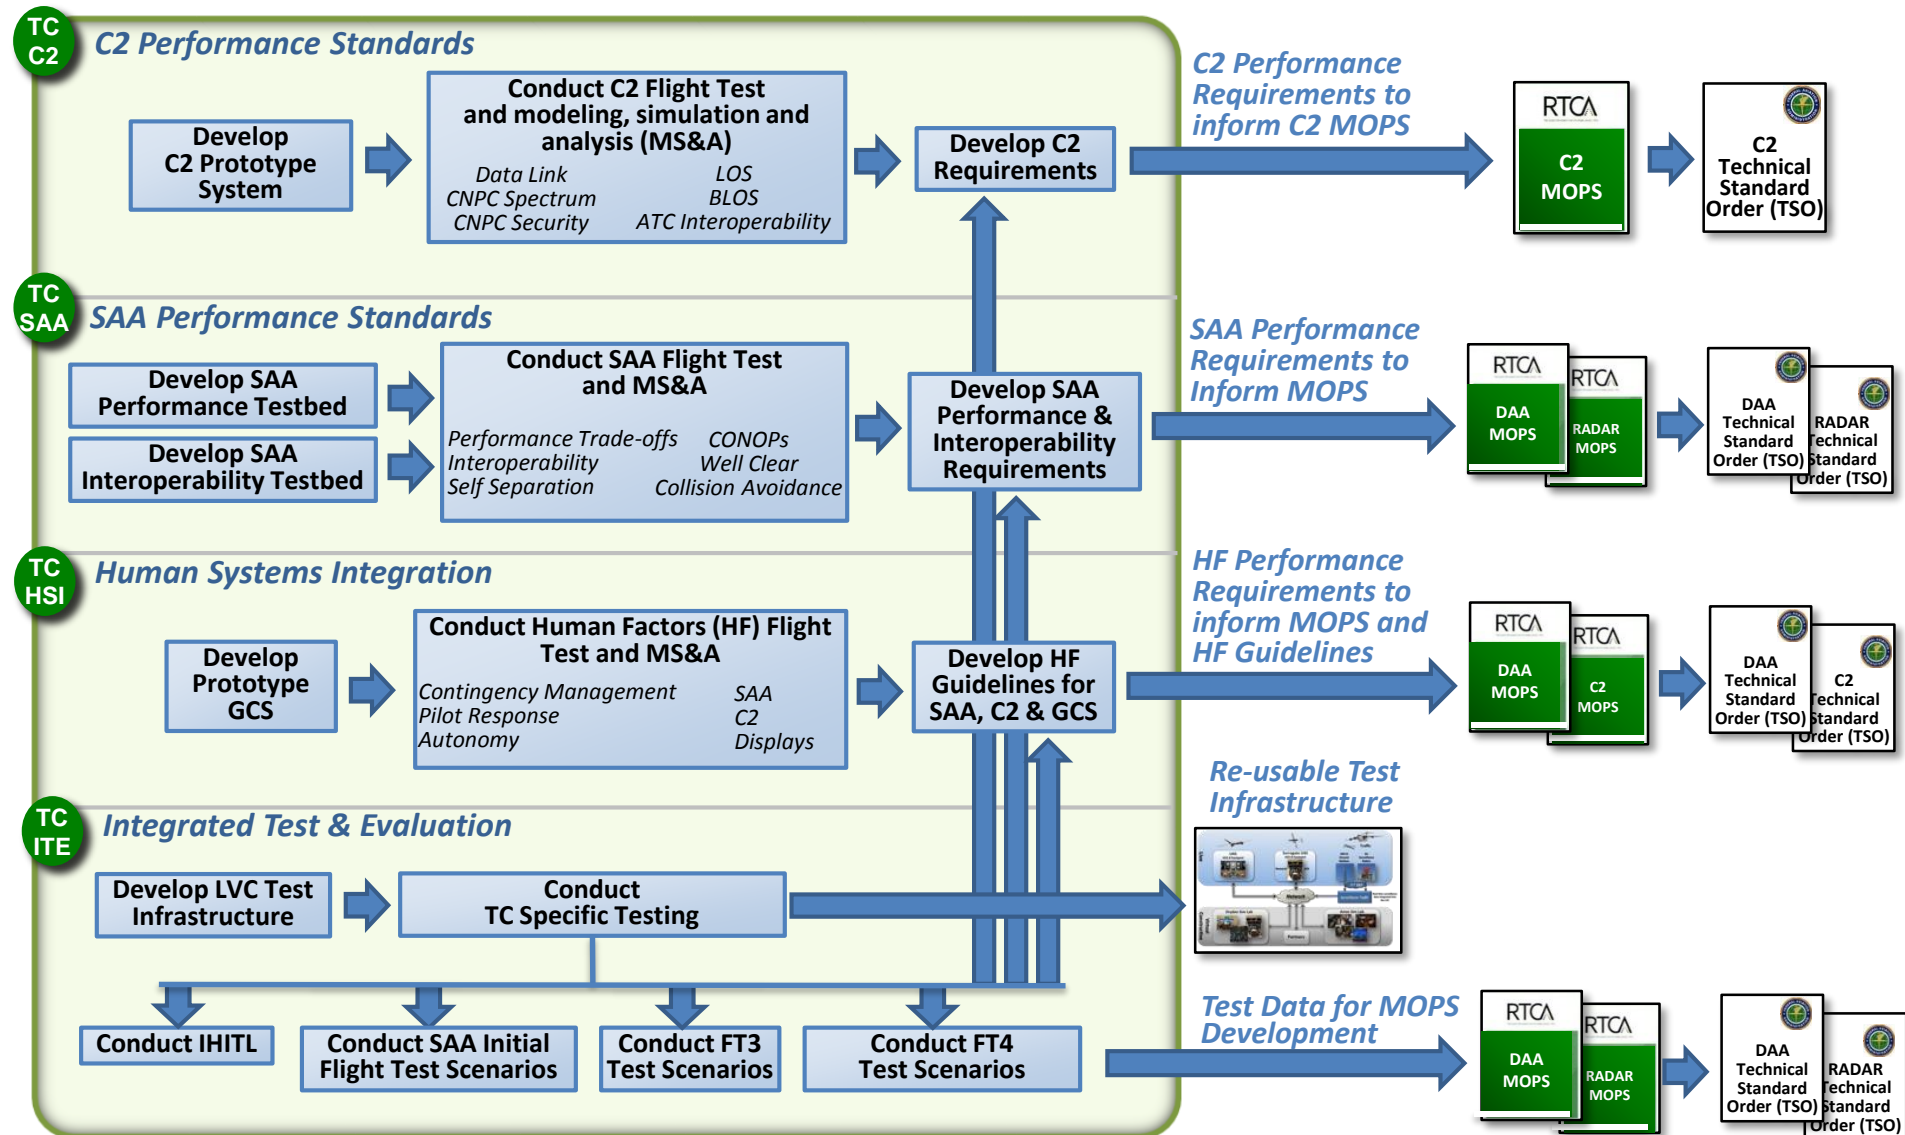 TC
C2
C2 Performance Standards
Develop
C2 Prototype
System
Conduct C2 Flight Test
and modeling, simulation and
analysis (MS&A)
Data Link
CNPC Spectrum
CNPC Security
LOS
BLOS
ATC Interoperability
Develop C2
Requirements
C2 Performance
Requirements to
inform C2 MOPS
RTCA
C2
MOPS
C2
Technical
Standard
Order (TSO)
TC
SAA
SAA Performance Standards
Develop SAA
Performance Testbed
Develop SAA
Interoperability Testbed
Conduct SAA Flight Test
and MS&A
Performance Trade-offs
Interoperability
Self Separation
CONOPs
Well Clear
Collision Avoidance
Develop SAA
Performance &
Interoperability
Requirements
SAA Performance
Requirements to
Inform MOPS
RTCA
DAA
MOPS
RTCA
RADAR
MOPS
DAA
Technical
Standard
Order (TSO)
RADAR
Technical
Standard
Order (TSO)
TC
HSI
Human Systems Integration
Develop
Prototype
GCS
Conduct Human Factors (HF) Flight
Test and MS&A
Contingency Management
Pilot Response
Autonomy
SAA
C2
Displays
Develop HF
Guidelines for
SAA, C2 & GCS
HF Performance
Requirements to
inform MOPS and
HF Guidelines
RTCA
DAA
MOPS
RTCA
C2
MOPS
DAA
Technical
Standard
Order (TSO)
C2
Technical
Standard
Order (TSO)
TC
ITE
Integrated Test & Evaluation
Develop LVC Test
Infrastructure
Conduct
TC Specific Testing
Re-usable Test
Infrastructure
Network
Partners
Conduct IHITL
Conduct SAA Initial
Flight Test Scenarios
Conduct FT3
Test Scenarios
Conduct FT4
Test Scenarios
Test Data for MOPS
Development
RTCA
DAA
MOPS
RTCA
RADAR
MOPS
DAA
Technical
Standard
Order (TSO)
RADAR
Technical
Standard
Order (TSO)